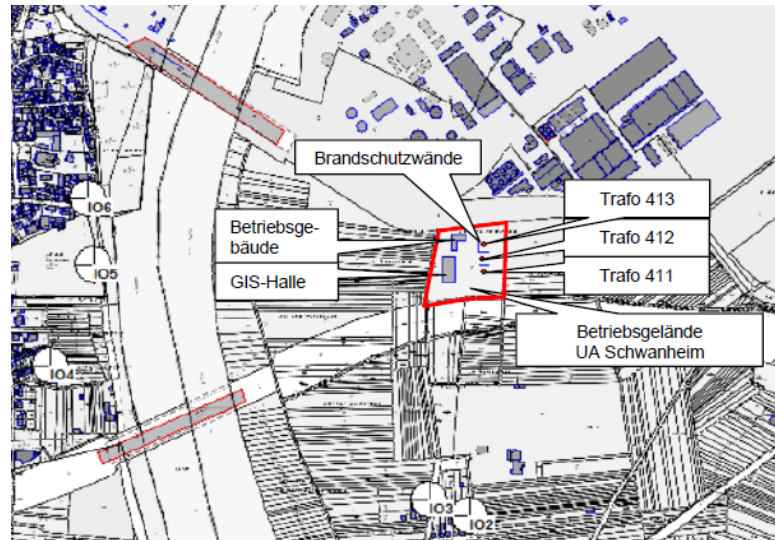 Brandschutzwände
Trafo 413
Betriebsge-
bäude
Trafo 412
GIS-Halle
Trafo 411
Betriebsgelände
UA Schwanheim
IO6
IO5
IO4
IO3
IO2